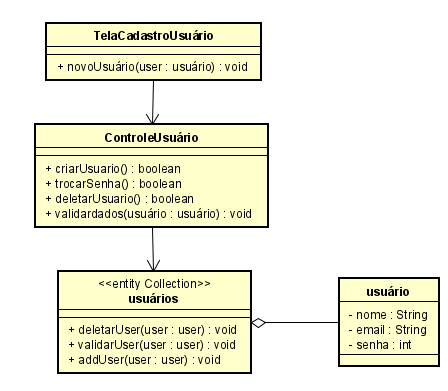 TelaCadastroUsuário
+ novoUsuário(user : usuário) : void
ControleUsuário
+ criarUsuario() : boolean
+ trocarSenha() : boolean
+ deletarUsuario() : boolean
+ validardados(usuário : usuário) : void
<<entity Collection>>
usuários
+ deletarUser(user : user) : void
+ validarUser(user : user) : void
+ addUser(user : user) : void
usuário
- nome : String
- email : String
- senha : int